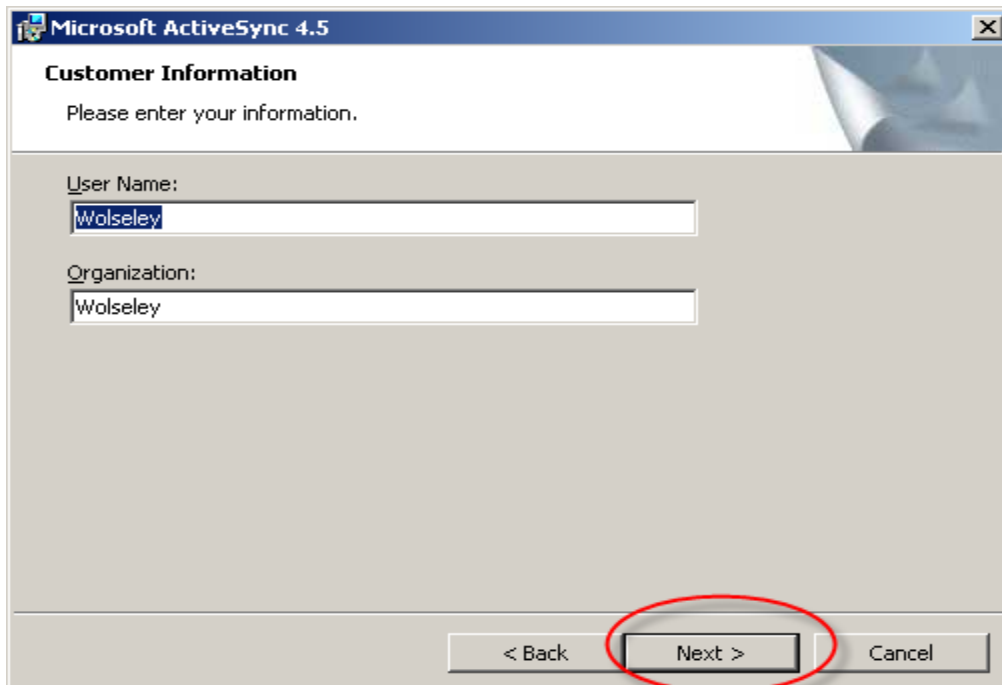 Microsoft ActiveSync 4.5
Customer Information
Please enter your information.
User Name:
Wolseley
Organization:
Wolseley
< Back Next > Cancel